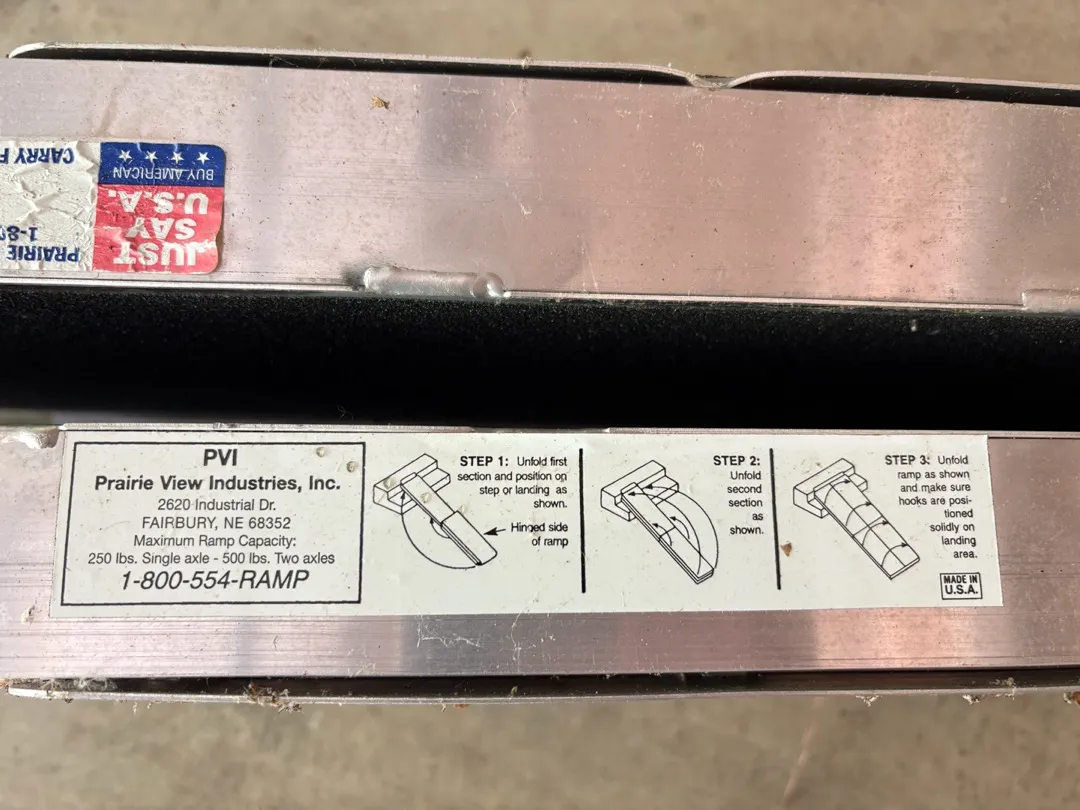 CARRY
BUY AMERICAN
JUST
SAY
U.S.A.
PRAIRIE
PVI
Prairie View Industries, Inc.
2620 Industrial Dr.
FAIRBURY, NE 68352
Maximum Ramp Capacity:
250 lbs. Single axle - 500 lbs. Two axles
1-800-554-RAMP
STEP 1: Unfold first
section and position on
step or landing as
shown.
Hinged side
of ramp
STEP 2:
Unfold
second
section
as
shown.
STEP 3: Unfold
ramp as shown
and make sure
hooks are posi-
tioned
solidly on
landing
area.
MADE IN
U.S.A.